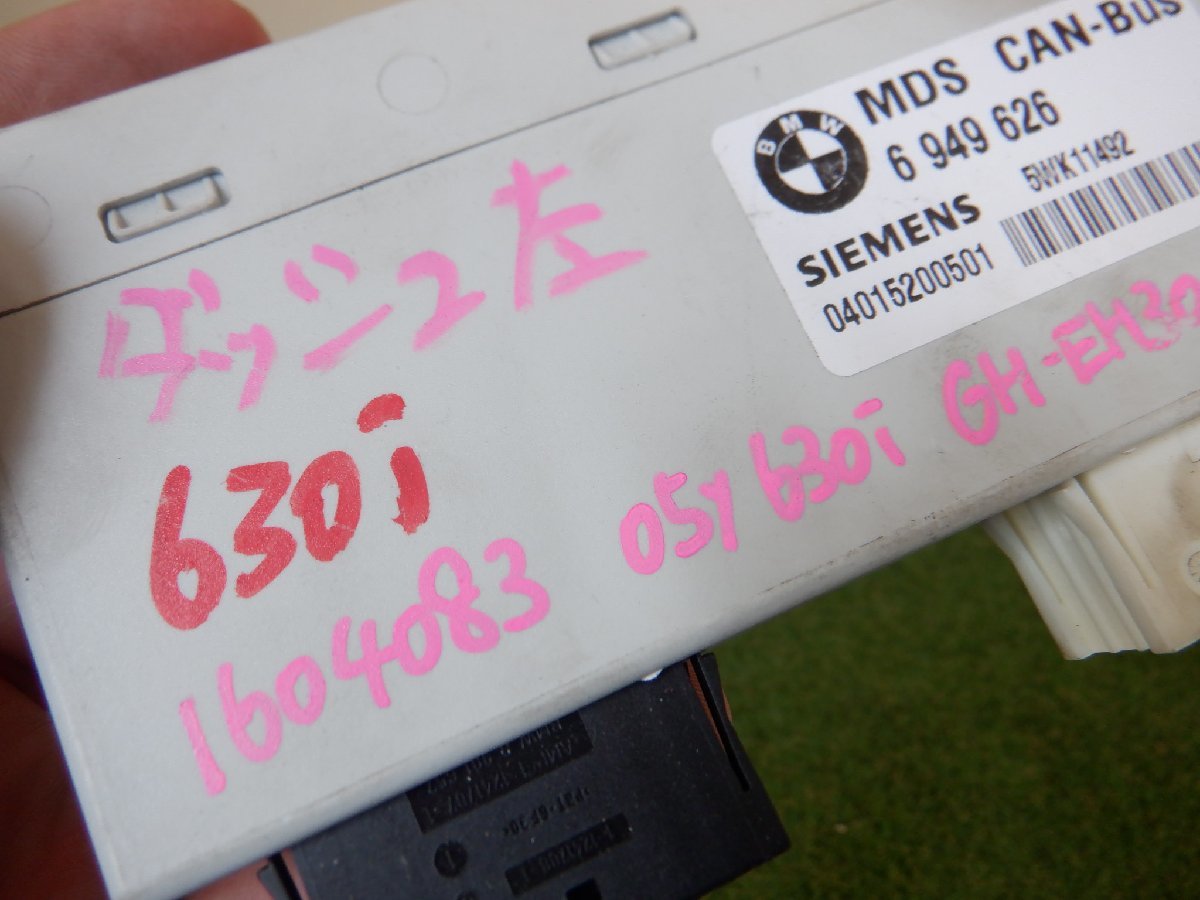 MDS CAN-Bus
BMW
6 949 626
5WK11492
SIEMENS
04015200501
ダッシュ左
630i
05y 630i GH-EH30
1604083